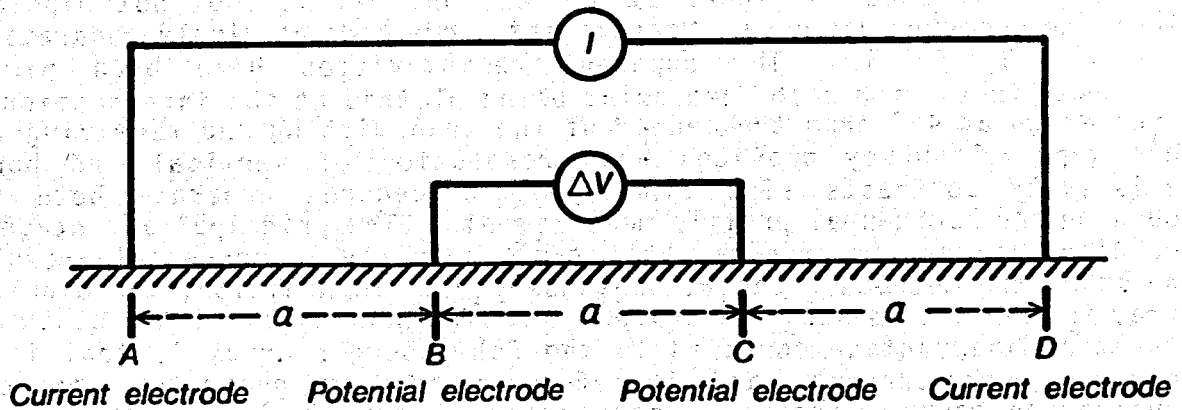 I
ΔV
a a a
A B C D
Current electrode Potential electrode Potential electrode Current electrode